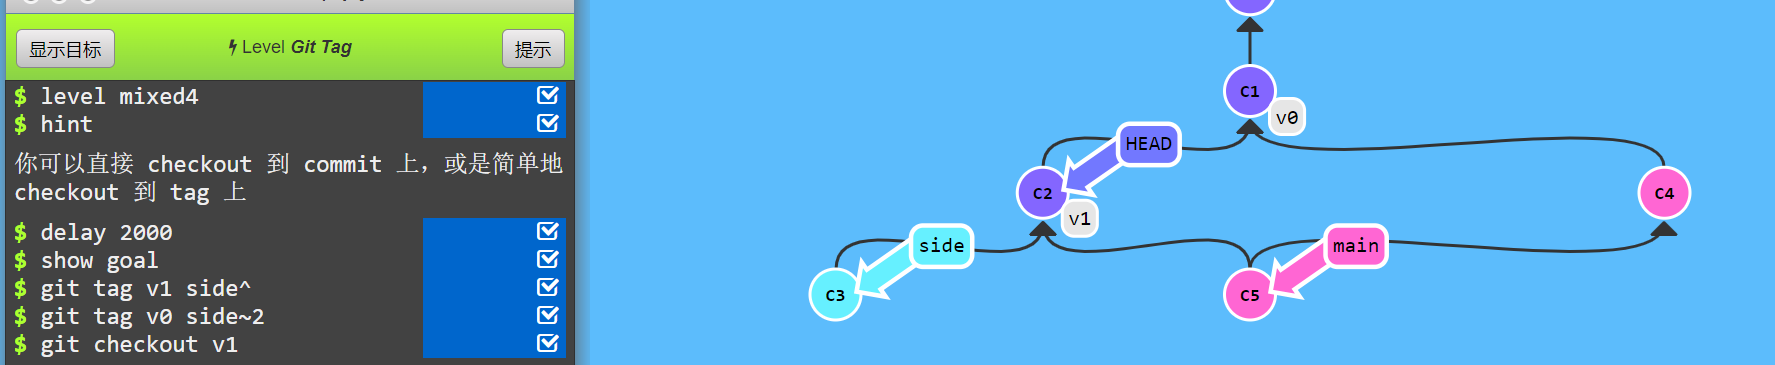 显示目标
Level Git Tag
提示
$ level mixed4
$ hint
你可以直接 checkout 到 commit 上，或是简单地
checkout 到 tag 上
$ delay 2000
$ show goal
$ git tag v1 side^
$ git tag v0 side~2
$ git checkout v1
C1
v0
HEAD
C2
C4
v1
side
main
C3
C5